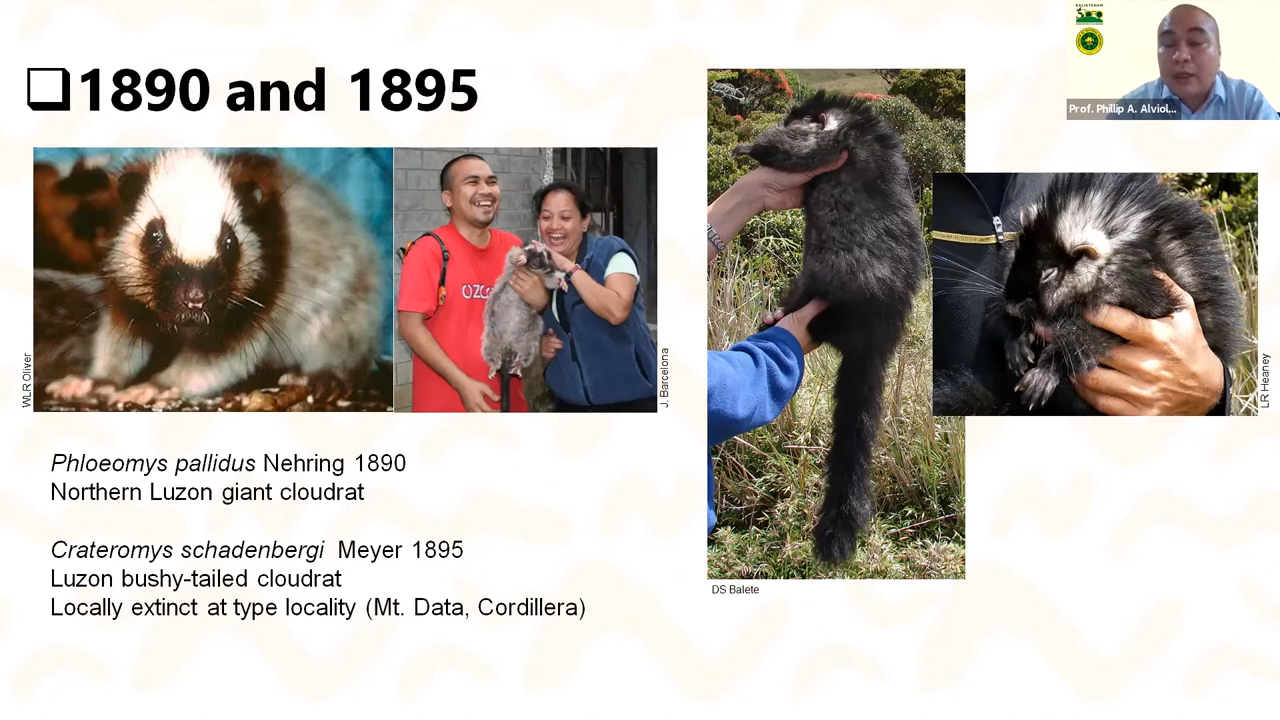 1890 and 1895
Prof. Phillip A. Alviol...
WLR Oliver
J. Barcelona
LR Heaney
DS Balete
Phloeomys pallidus Nehring 1890
Northern Luzon giant cloudrat
Crateromys schadenbergi Meyer 1895
Luzon bushy-tailed cloudrat
Locally extinct at type locality (Mt. Data, Cordillera)